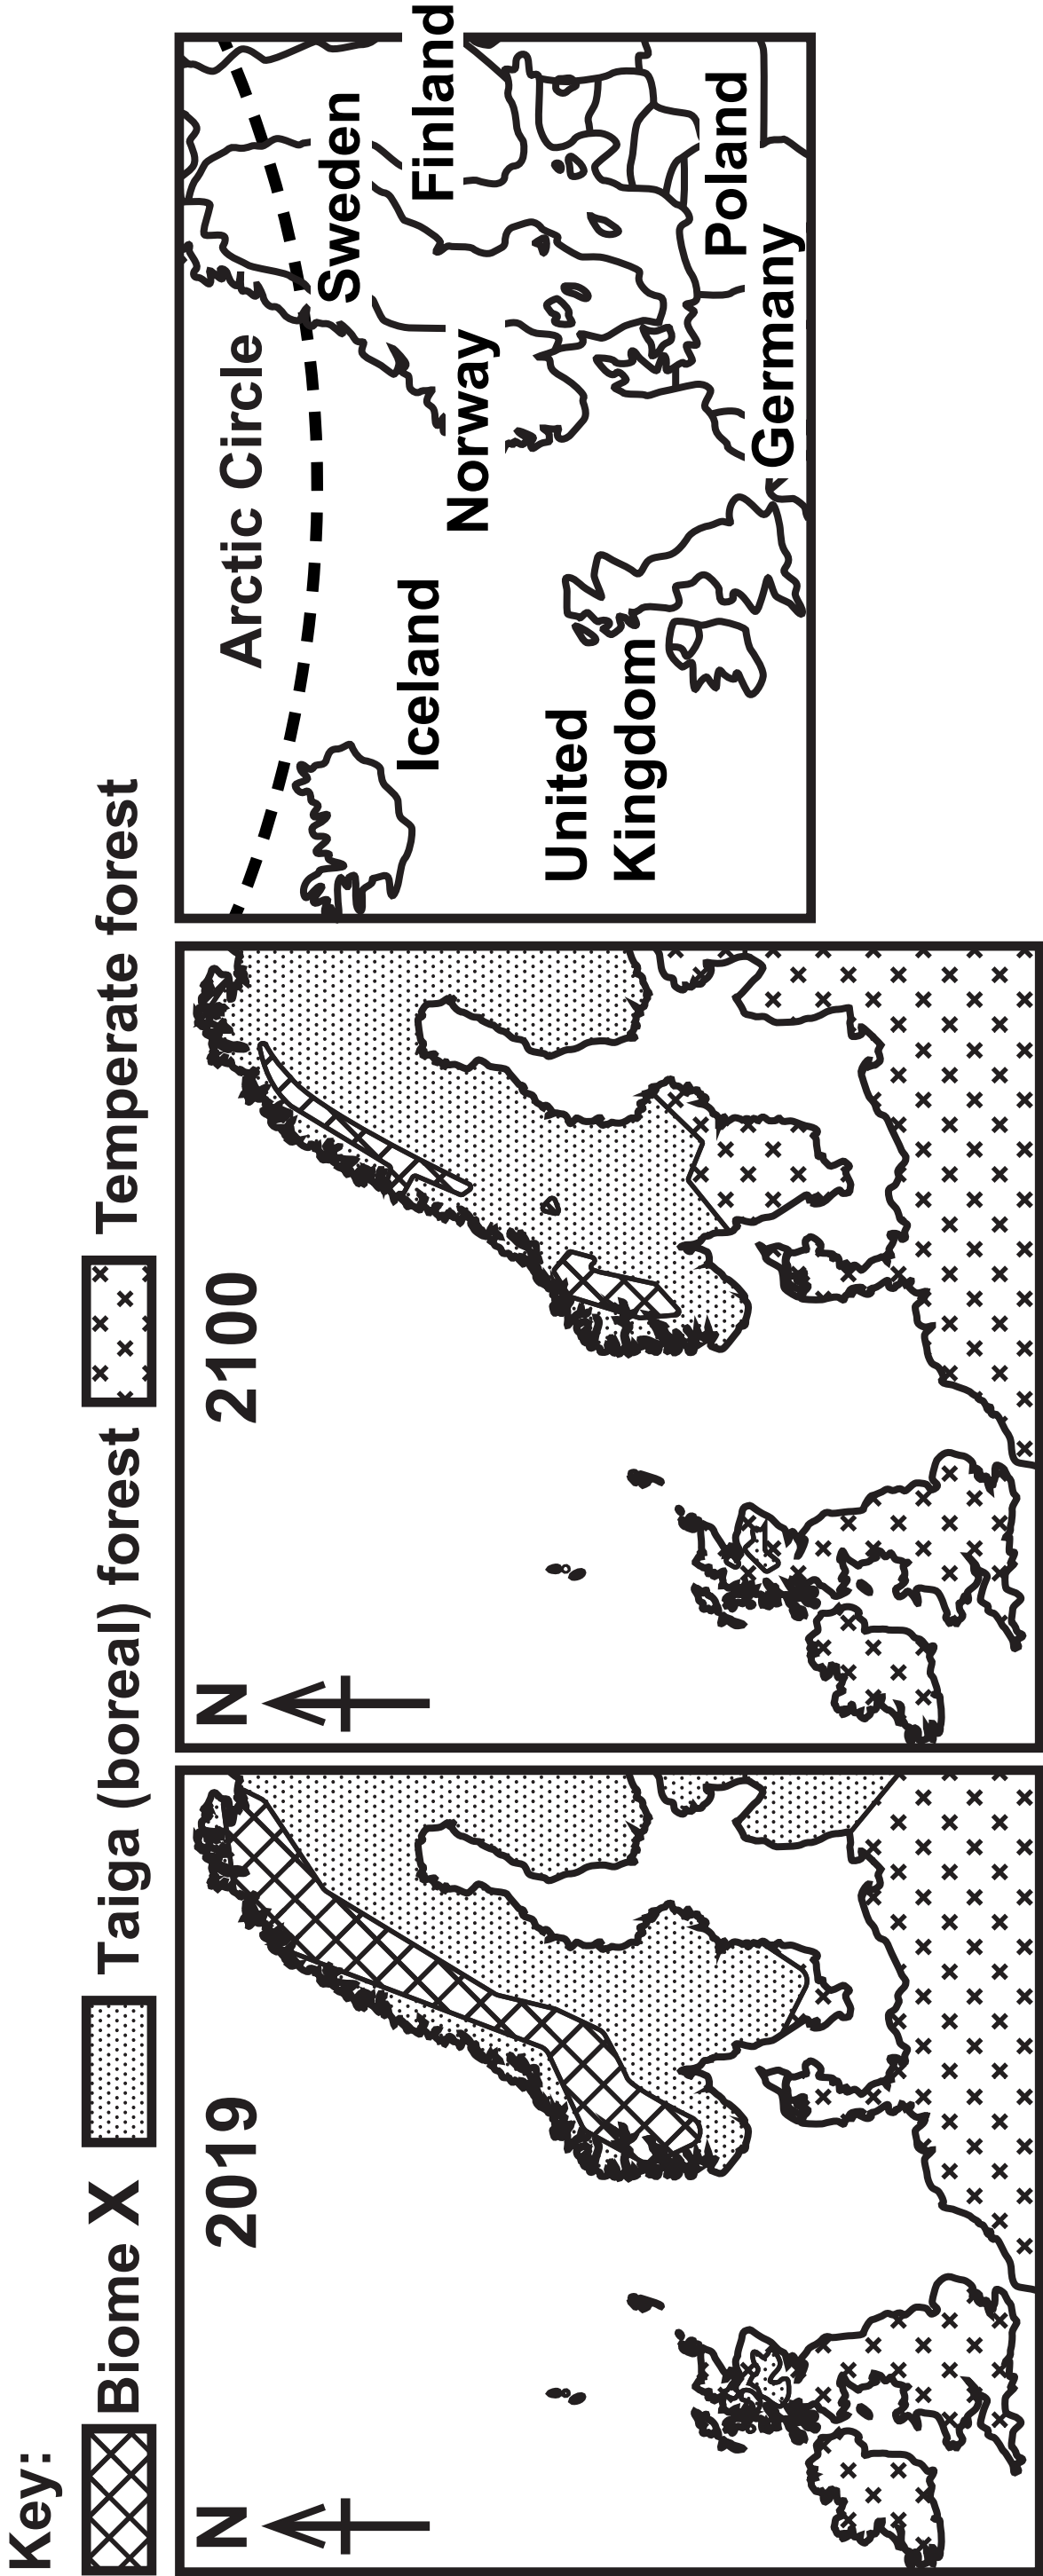 Key:
Biome X
Taiga (boreal) forest
Temperate forest
N
2019
N
2100
Arctic Circle
Sweden
Finland
Norway
Iceland
United
Kingdom
Poland
Germany